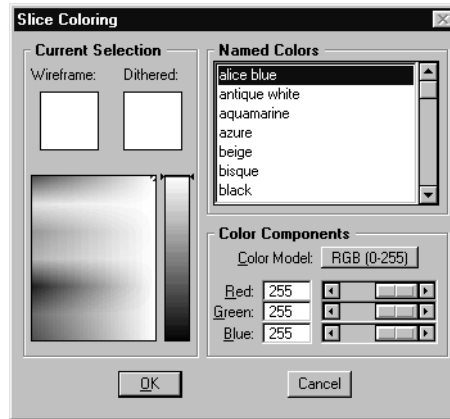 Slice Coloring
Current Selection
Wireframe: Dithered:
Named Colors
alice blue
antique white
aquamarine
azure
beige
bisque
black
Color Components
Color Model: RGB (0-255)
Red: 255
Green: 255
Blue: 255
OK Cancel